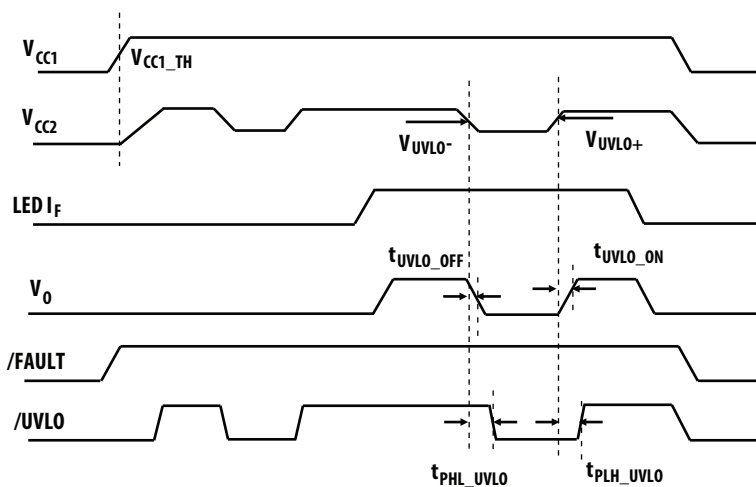 VCC1
VCC1_TH
VCC2
VUVLO-
VUVLO+
LED IF
tUVLO_OFF
tUVLO_ON
VO
/FAULT
/UVLO
tPHL_UVLO
tPLH_UVLO